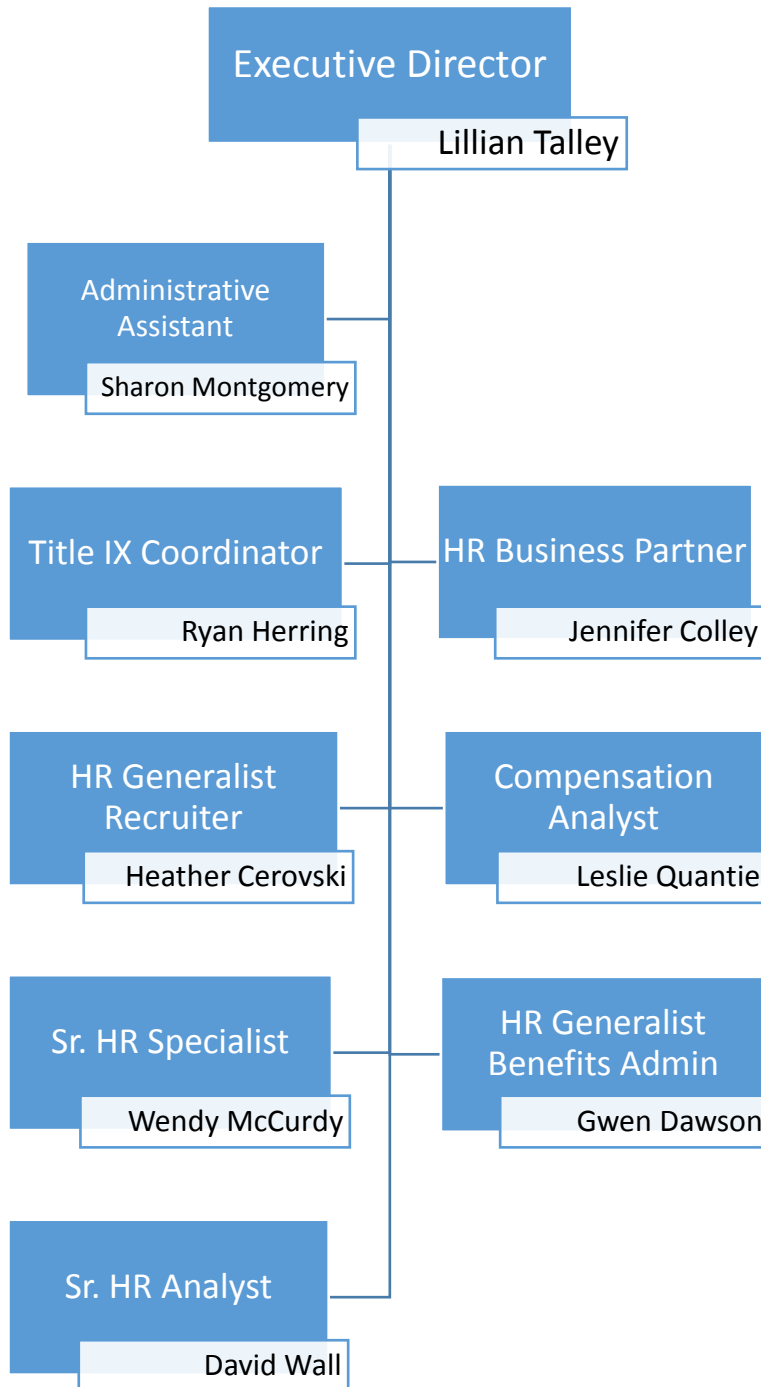 Executive Director
Lillian Talley
Administrative
Assistant
Sharon Montgomery
Title IX Coordinator
Ryan Herring
HR Business Partner
Jennifer Colley
HR Generalist
Recruiter
Heather Cerovski
Compensation
Analyst
Leslie Quantie
Sr. HR Specialist
Wendy McCurdy
HR Generalist
Benefits Admin
Gwen Dawson
Sr. HR Analyst
David Wall